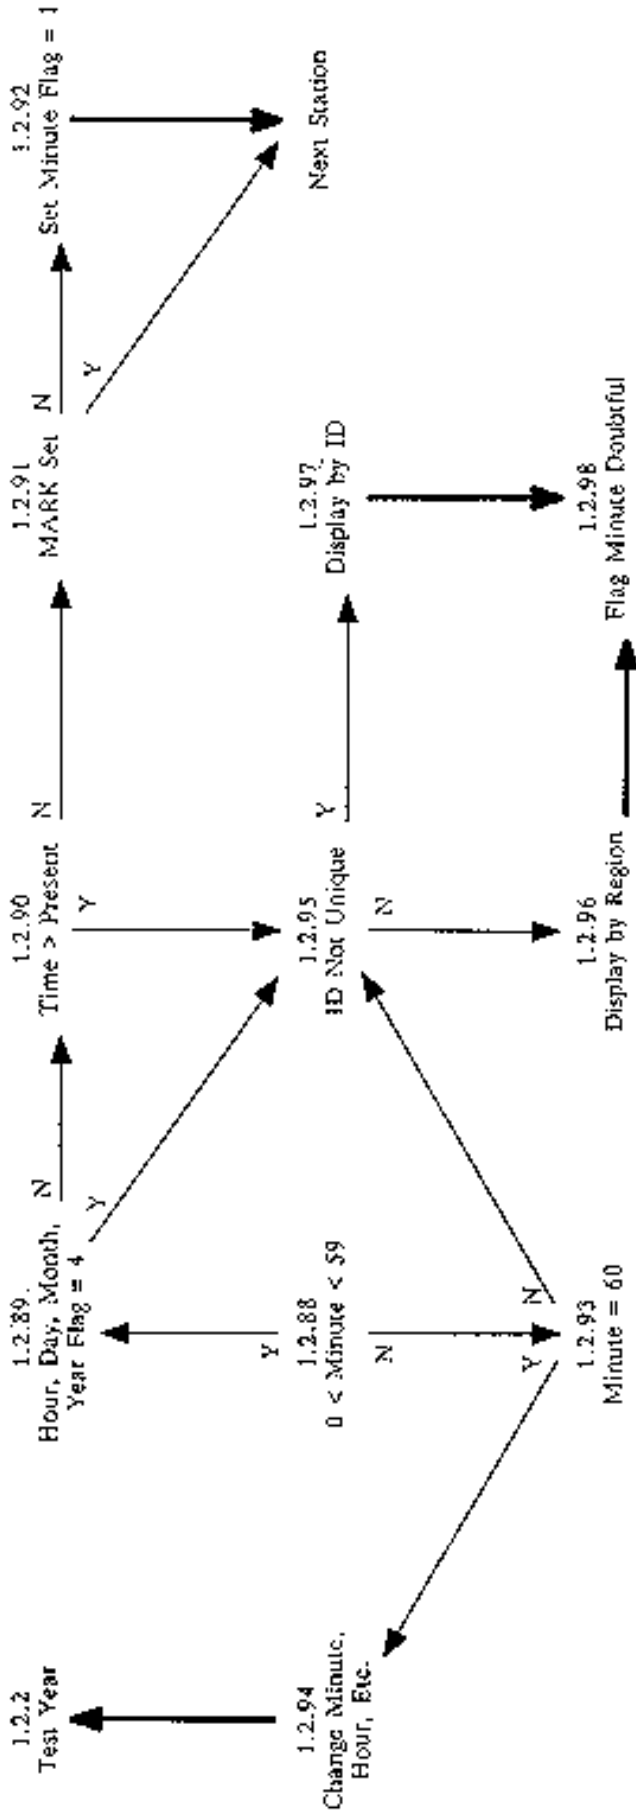 1.2.2
Test Year
1.2.89.
Hour, Day, Month,
Year Flag = 4
N
Y
1.2.90
Time > Present
N
Y
1.2.91
MARK Set
N
Y
1.2.92
Set Minute Flag = 1
1.2.94
Change Minute,
Hour, Etc.
Y
1.2.88
0 < Minute < 59
N
1.2.95
ID Not Unique
Y
N
1.2.97
Display by ID
Next Station
Y
N
1.2.93
Minute = 60
1.2.96
Display by Region
1.2.98
Flag Minute Doubtful